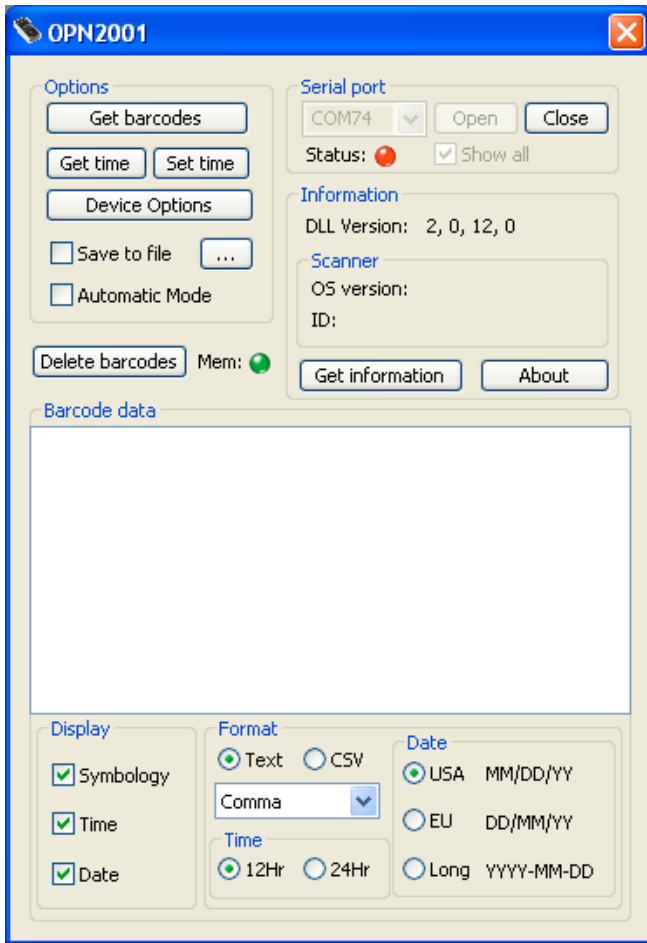 OPN2001
Options
Get barcodes
Get time Set time
Device Options
Save to file ...
Automatic Mode
Delete barcodes Mem:
Serial port
COM74 Open Close
Status: Show all
Information
DLL Version: 2, 0, 12, 0
Scanner
OS version:
ID:
Get information About
Barcode data
Display
Symbology
Time
Date
Format
Text CSV
Comma
Time
12Hr 24Hr
Date
USA MM/DD/YY
EU DD/MM/YY
Long YYYY-MM-DD